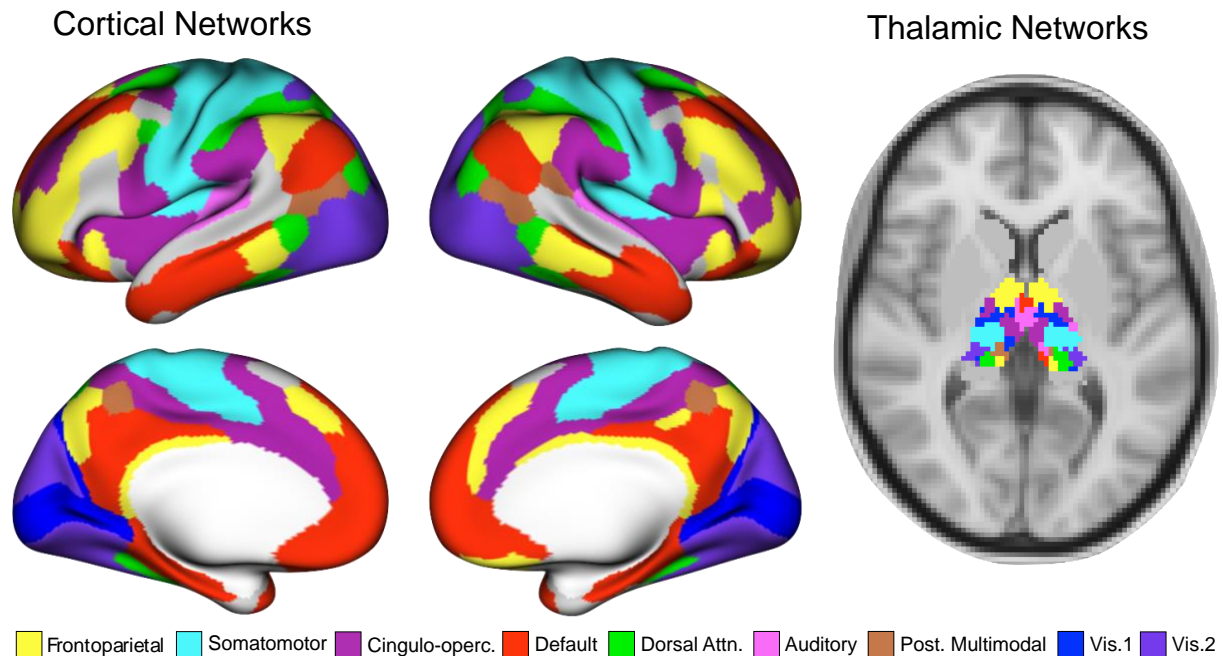 Cortical Networks
Thalamic Networks
Frontoparietal Somatomotor Cingulo-operc. Default Dorsal Attn. Auditory Post. Multimodal Vis.1 Vis.2